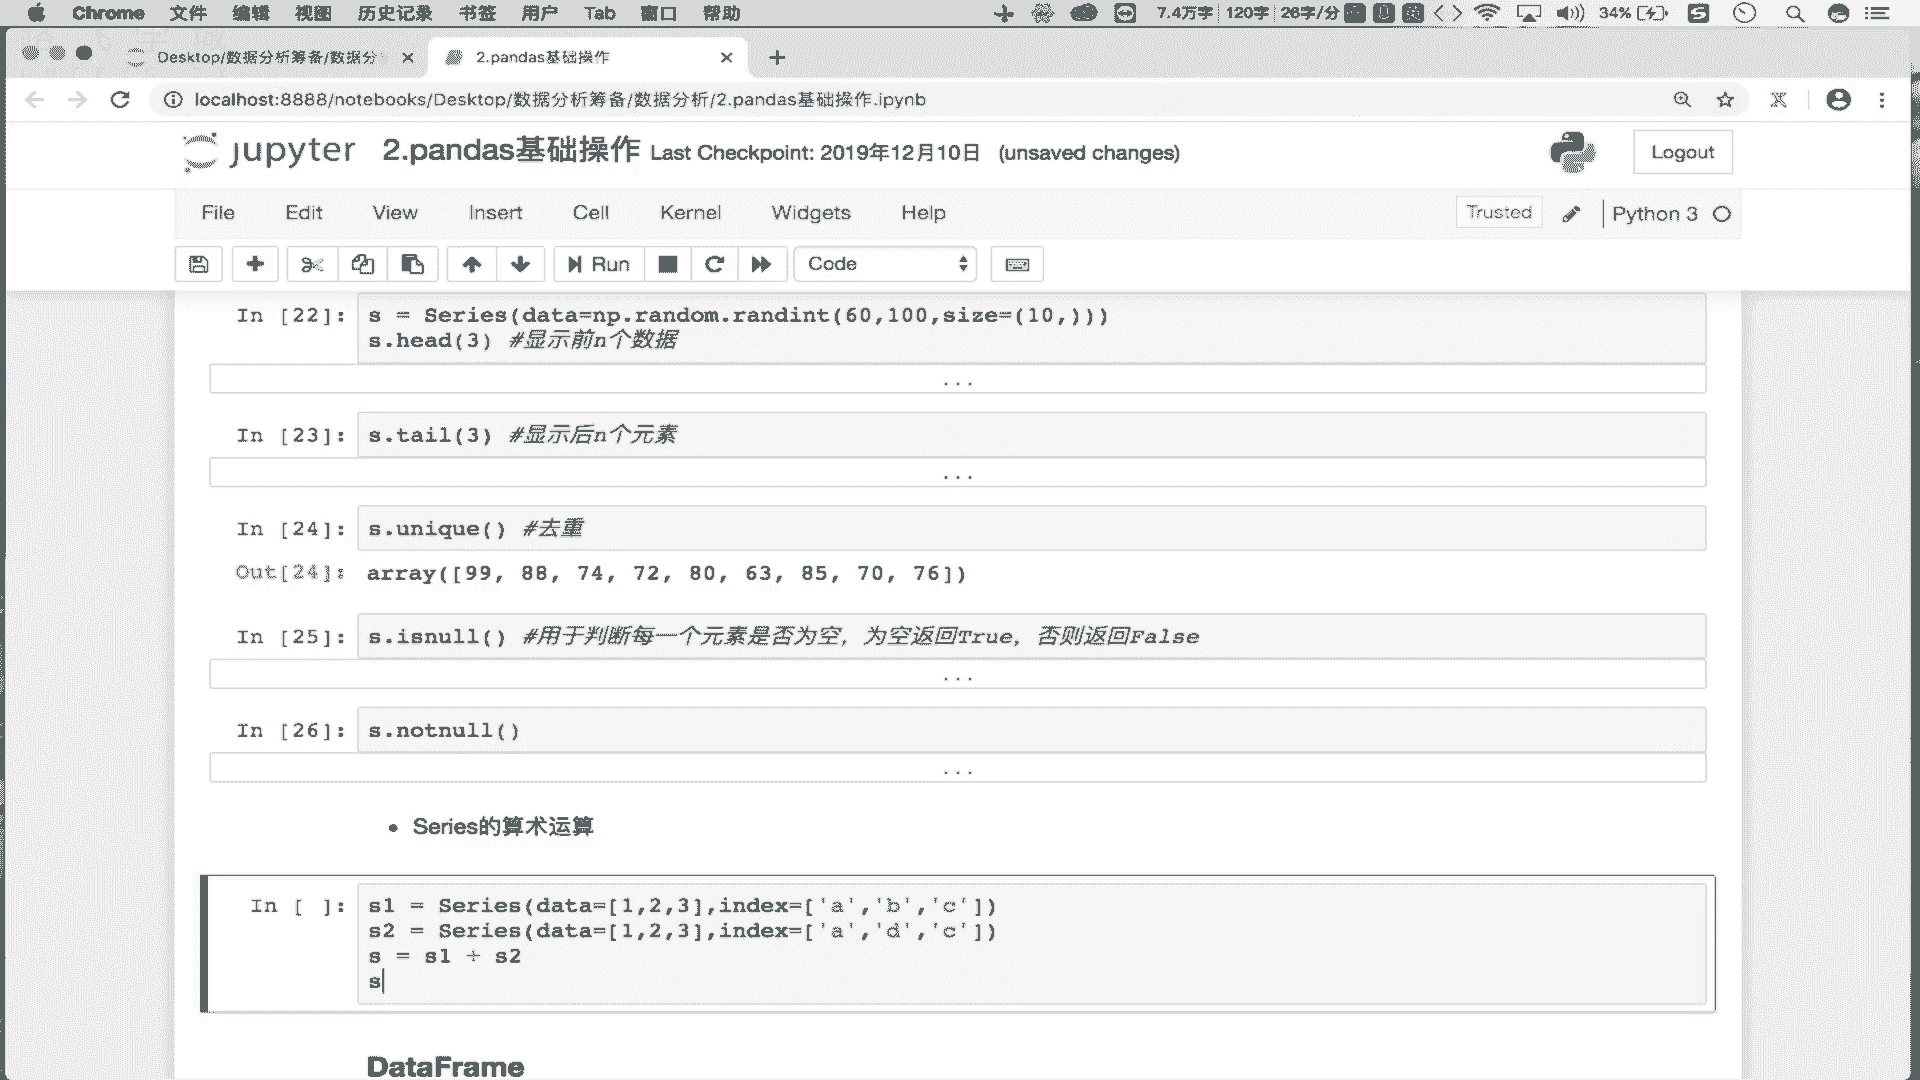 Chrome 文件 编辑 视图 历史记录 书签 用户 Tab 窗口 帮助 7.4万字 120字 26字/分 34%
Desktop/数据分析筹备/数据分 2.pandas基础操作
localhost:8888/notebooks/Desktop/数据分析筹备/数据分析/2.pandas基础操作.ipynb
jupyter 2.pandas基础操作 Last Checkpoint: 2019年12月10日 (unsaved changes) Logout
File Edit View Insert Cell Kernel Widgets Help Trusted Python 3
Run Code
In [22]: s = Series(data=np.random.randint(60,100,size=(10,)))
s.head(3) #显示前n个数据
...
In [23]: s.tail(3) #显示后n个元素
...
In [24]: s.unique() #去重
Out[24]: array([99, 88, 74, 72, 80, 63, 85, 70, 76])
In [25]: s.isnull() #用于判断每一个元素是否为空，为空返回True，否则返回False
...
In [26]: s.notnull()
...
• Series的算术运算
In [ ]: s1 = Series(data=[1,2,3],index=['a','b','c'])
s2 = Series(data=[1,2,3],index=['a','d','c'])
s = s1 + s2
s
DataFrame